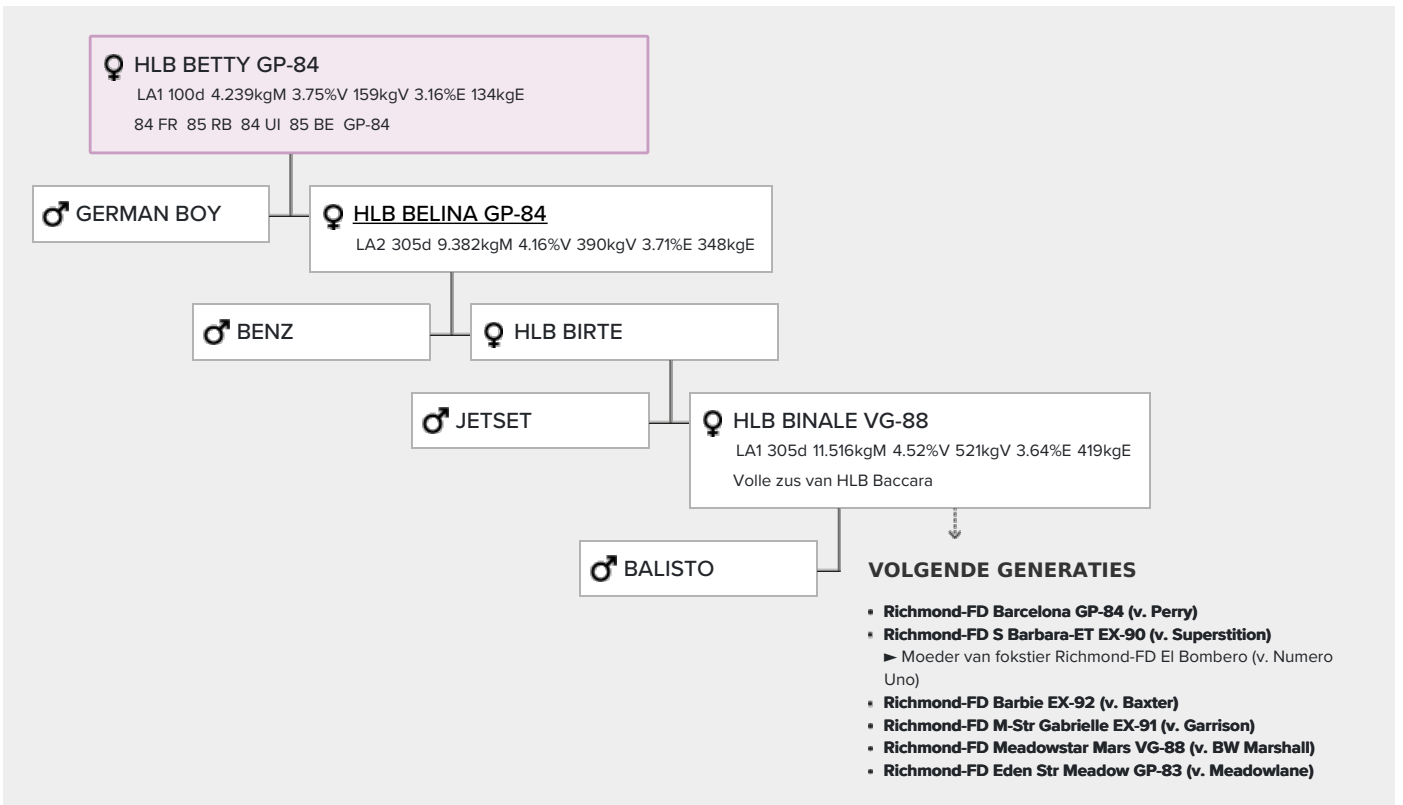 HLB BETTY GP-84
LA1 100d 4.239kgM 3.75%V 159kgV 3.16%E 134kgE
84 FR 85 RB 84 UI 85 BE GP-84
GERMAN BOY
HLB BELINA GP-84
LA2 305d 9.382kgM 4.16%V 390kgV 3.71%E 348kgE
BENZ
HLB BIRTE
JETSET
HLB BINALE VG-88
LA1 305d 11.516kgM 4.52%V 521kgV 3.64%E 419kgE
Volle zus van HLB Baccara
BALISTO
VOLGENDE GENERATIES
• Richmond-FD Barcelona GP-84 (v. Perry)
• Richmond-FD S Barbara-ET EX-90 (v. Superstition)
► Moeder van fokstier Richmond-FD El Bombero (v. Numero
Uno)
• Richmond-FD Barbie EX-92 (v. Baxter)
• Richmond-FD M-Str Gabrielle EX-91 (v. Garrison)
• Richmond-FD Meadowstar Mars VG-88 (v. BW Marshall)
• Richmond-FD Eden Str Meadow GP-83 (v. Meadowlane)